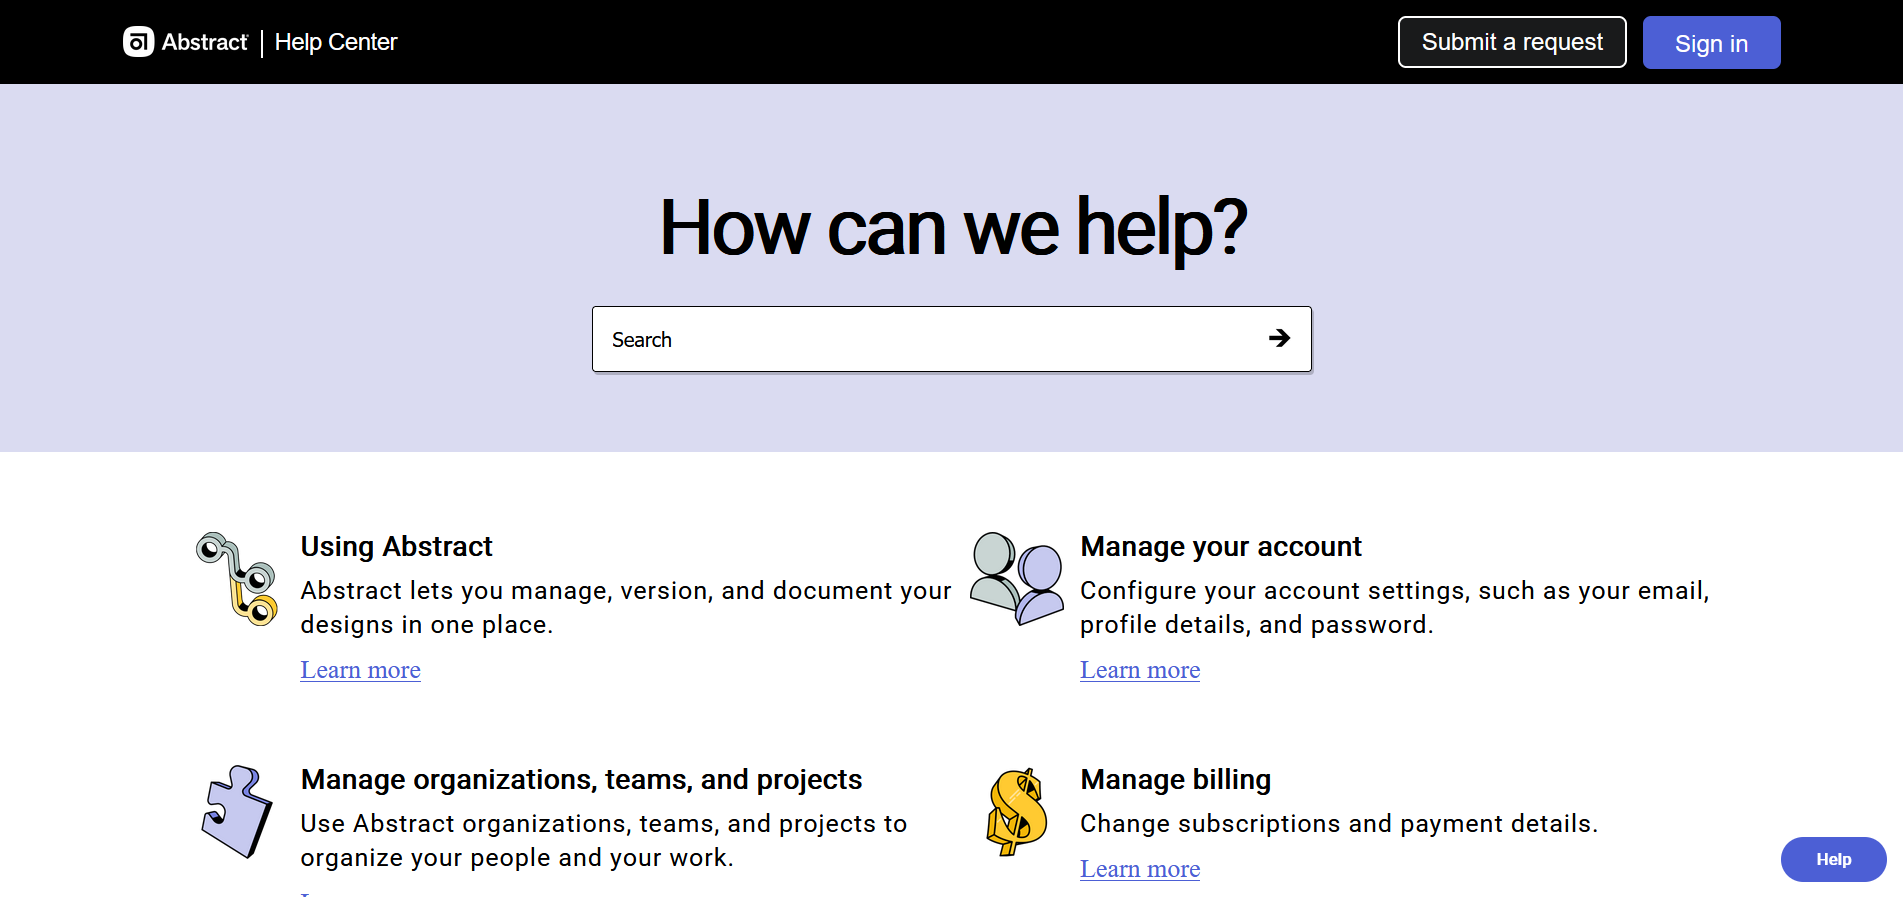 Abstract | Help Center
Submit a request
Sign in
How can we help?
Search
Using Abstract
Abstract lets you manage, version, and document your
designs in one place.
Learn more
Manage your account
Configure your account settings, such as your email,
profile details, and password.
Learn more
Manage organizations, teams, and projects
Use Abstract organizations, teams, and projects to
organize your people and your work.
Manage billing
Change subscriptions and payment details.
Learn more
Help